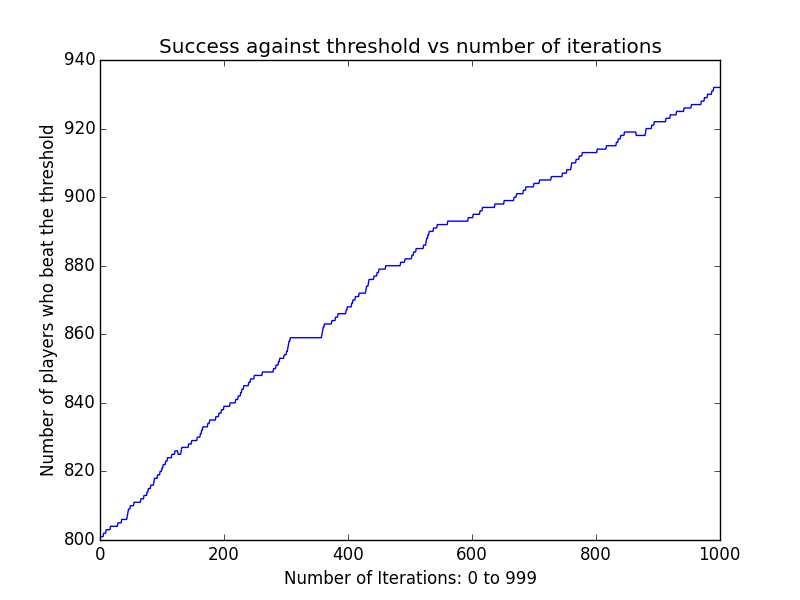 Success against threshold vs number of iterations
Number of players who beat the threshold
940
920
900
880
860
840
820
800
0 200 400 600 800 1000
Number of Iterations: 0 to 999